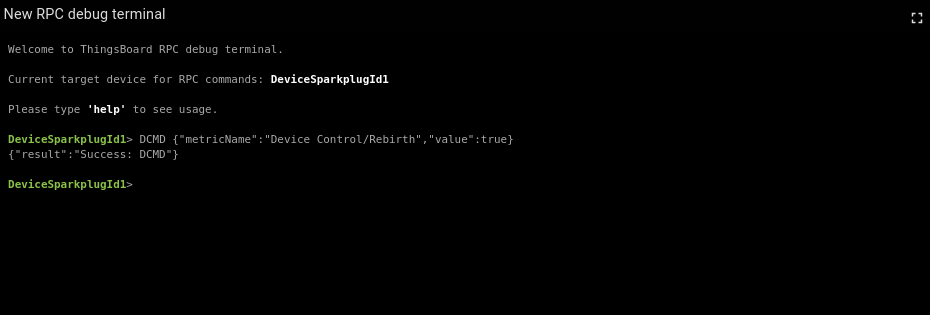 New RPC debug terminal
Welcome to ThingsBoard RPC debug terminal.
Current target device for RPC commands: DeviceSparkplugId1
Please type 'help' to see usage.
DeviceSparkplugId1> DCMD {"metricName":"Device Control/Rebirth","value":true}
{"result":"Success: DCMD"}
DeviceSparkplugId1>